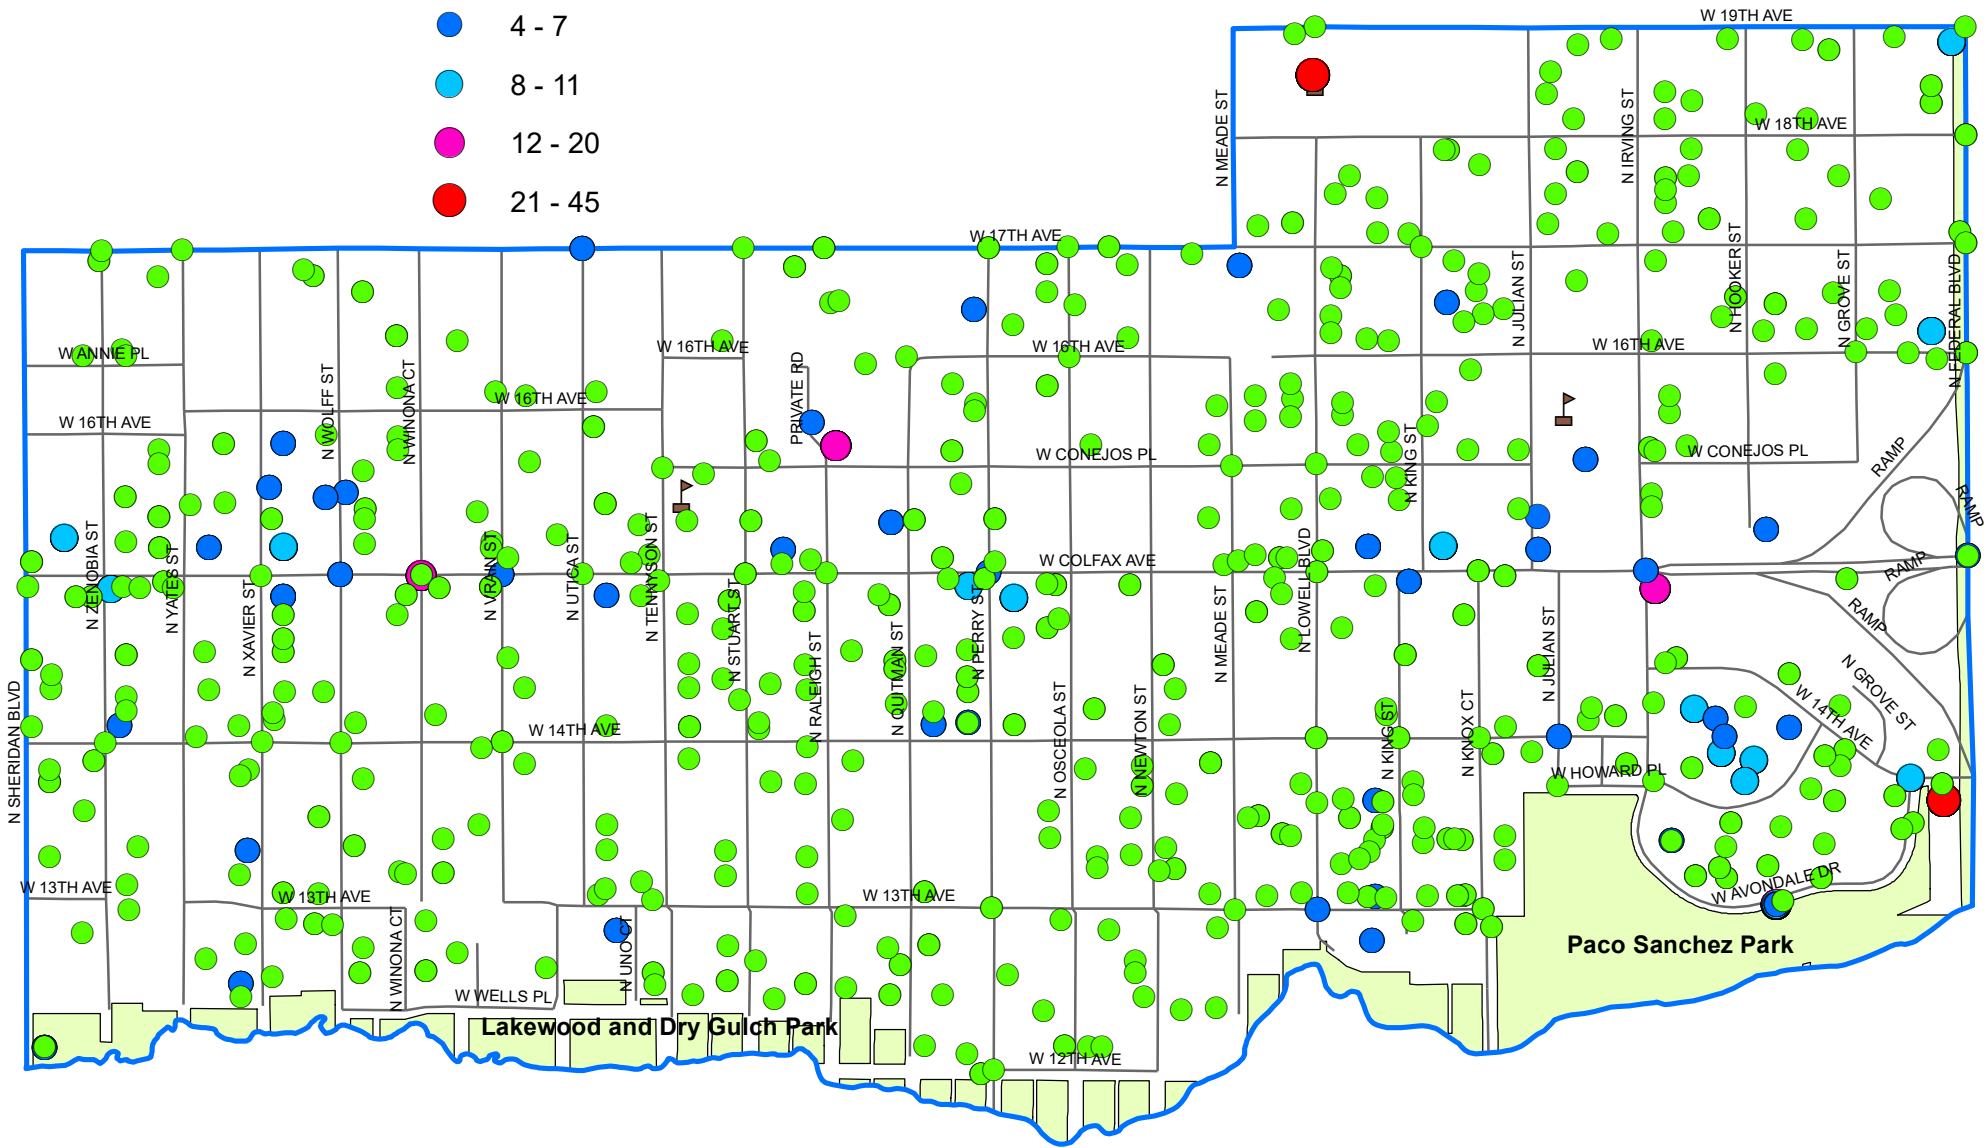 4 - 7
8 - 11
12 - 20
21 - 45
W 19TH AVE
N MEADE ST
N IRVING ST
W 18TH AVE
W 17TH AVE
N HOOKER ST
N JULIAN ST
N GROVE ST
N FEDERAL BLVD
W ANNIE PL
W 16TH AVE
W 16TH AVE
W 16TH AVE
W 16TH AVE
W 16TH AVE
N WOLFF ST
N WINONA CT
PRIVATE RD
W CONEJOS PL
W CONEJOS PL
N KING ST
RAMP
RAMP
N ZENOBIA ST
N YATES ST
N XAVIER ST
N VRAIN ST
N UTICA ST
N TENNYSON ST
N STUART ST
N RALEIGH ST
N QUITMAN ST
N PERRY ST
W COLFAX AVE
N MEADE ST
N LOWELL BLVD
N JULIAN ST
RAMP
RAMP
N GROVE ST
W 14TH AVE
N SHERIDAN BLVD
W 14TH AVE
N OSCEOLA ST
N NEWTON ST
N KING ST
N KNOX CT
W HOWARD PL
W 13TH AVE
W 13TH AVE
W 13TH AVE
W AVONDALE DR
N WINONA CT
N UNO CT
W WELLS PL
Paco Sanchez Park
Lakewood and Dry Gulch Park
W 12TH AVE